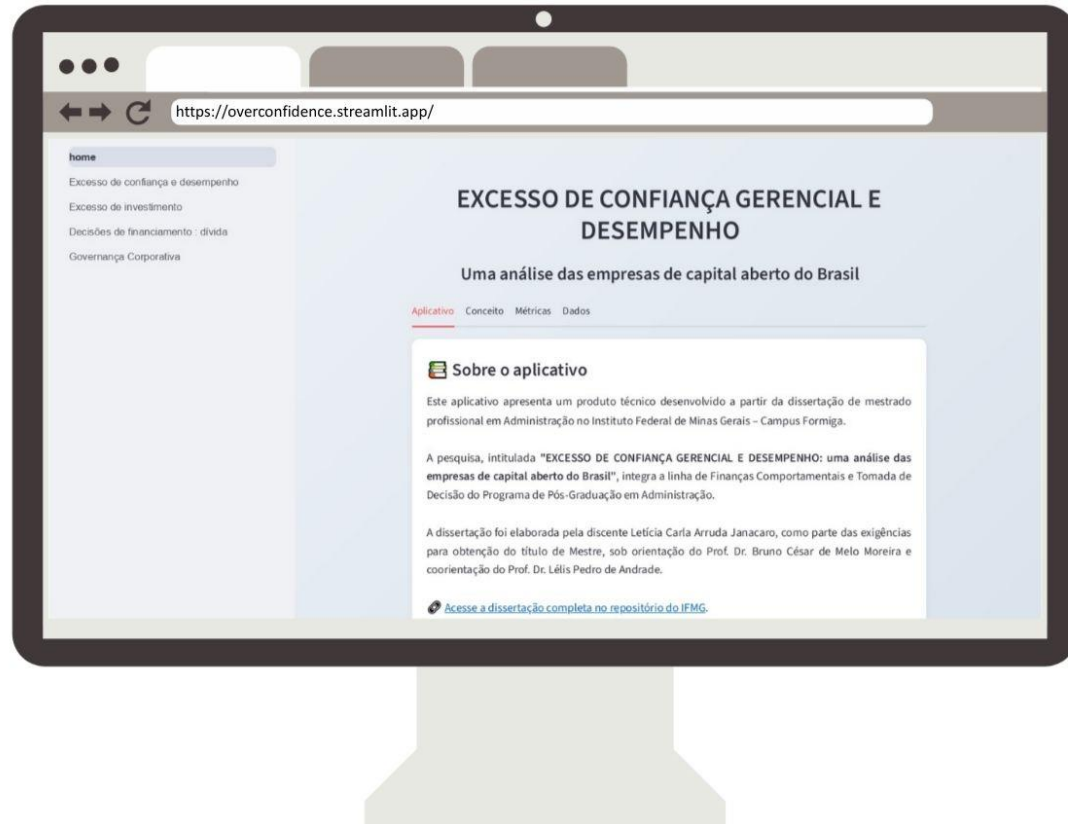 https://overconfidence.streamlit.app/
home
Excesso de confiança e desempenho
Excesso de investimento
Decisões de financiamento : dívida
Governança Corporativa
EXCESSO DE CONFIANÇA GERENCIAL E
DESEMPENHO
Uma análise das empresas de capital aberto do Brasil
Aplicativo Conceito Métricas Dados
Sobre o aplicativo
Este aplicativo apresenta um produto técnico desenvolvido a partir da dissertação de mestrado
profissional em Administração no Instituto Federal de Minas Gerais – Campus Formiga.
A pesquisa, intitulada "EXCESSO DE CONFIANÇA GERENCIAL E DESEMPENHO: uma análise das
empresas de capital aberto do Brasil", integra a linha de Finanças Comportamentais e Tomada de
Decisão do Programa de Pós-Graduação em Administração.
A dissertação foi elaborada pela discente Letícia Carla Arruda Janacaro, como parte das exigências
para obtenção do título de Mestre, sob orientação do Prof. Dr. Bruno César de Melo Moreira e
coorientação do Prof. Dr. Lélis Pedro de Andrade.
Acesse a dissertação completa no repositório do IFMG.